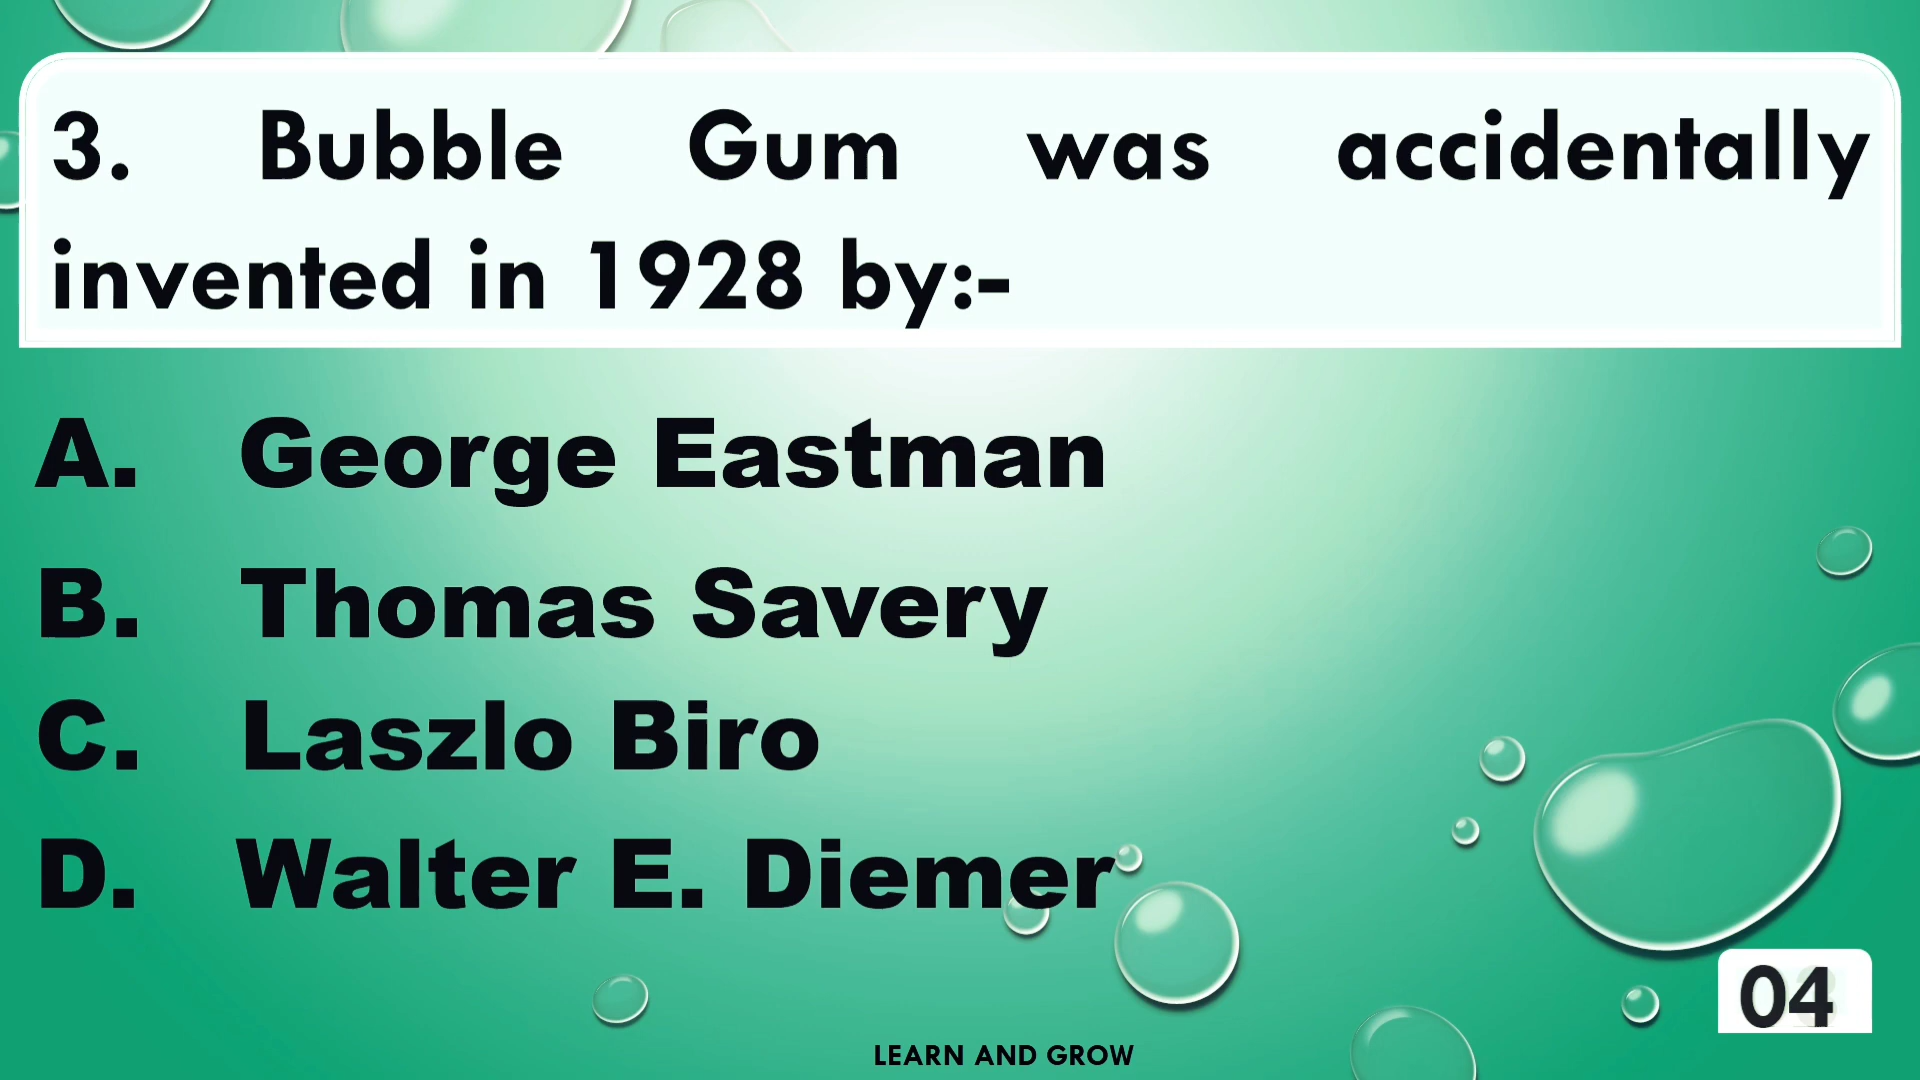 3. Bubble Gum was accidentally
invented in 1928 by:-
A. George Eastman
B. Thomas Savery
C. Laszlo Biro
D. Walter E. Diemer
04
LEARN AND GROW